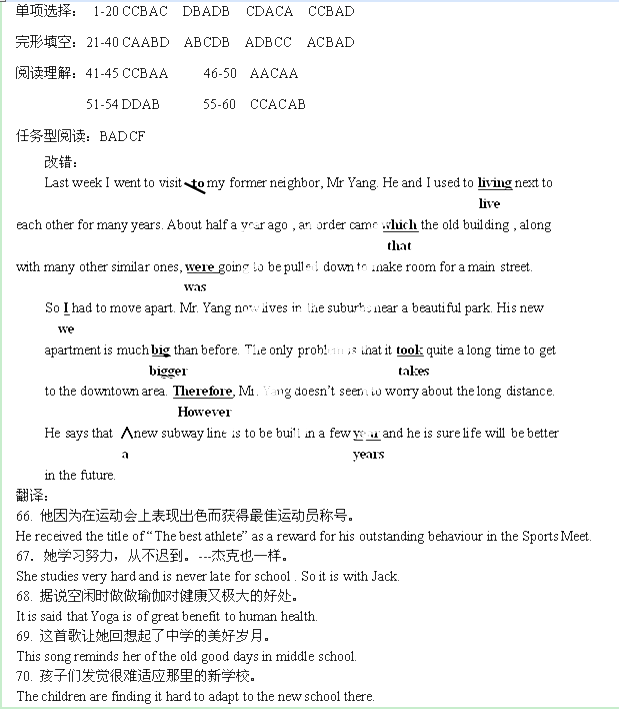 单项选择： 1-20 CCBAC DBADB CDACA CCBAD
完形填空：21-40 CAABD ABCDB ADBCC ACBAD
阅读理解：41-45 CCBAA 46-50 AACAA
51-54 DDAB 55-60 CCACAB
任务型阅读：BADCF
改错：
Last week I went to visit to my former neighbor, Mr Yang. He and I used to living next to
live
each other for many years. About half a year ago , an order came which the old building , along
that
with many other similar ones, were going to be pulled down to make room for a main street.
was
So I had to move apart. Mr. Yang now lives in the suburbs near a beautiful park. His new
we
apartment is much big than before. The only problem is that it took quite a long time to get
bigger takes
to the downtown area. Therefore, Mr. Yang doesn't seem to worry about the long distance.
However
He says that ∧new subway line is to be built in a few year and he is sure life will be better
a years
in the future.
翻译：
66. 他因为在运动会上表现出色而获得最佳运动员称号。
He received the title of “The best athlete” as a reward for his outstanding behaviour in the Sports Meet.
67．她学习努力，从不迟到。---杰克也一样。
She studies very hard and is never late for school . So it is with Jack.
68. 据说空闲时做做瑜伽对健康又极大的好处。
It is said that Yoga is of great benefit to human health.
69. 这首歌让她回想起了中学的美好岁月。
This song reminds her of the old good days in middle school.
70. 孩子们发觉很难适应那里的新学校。
The children are finding it hard to adapt to the new school there.